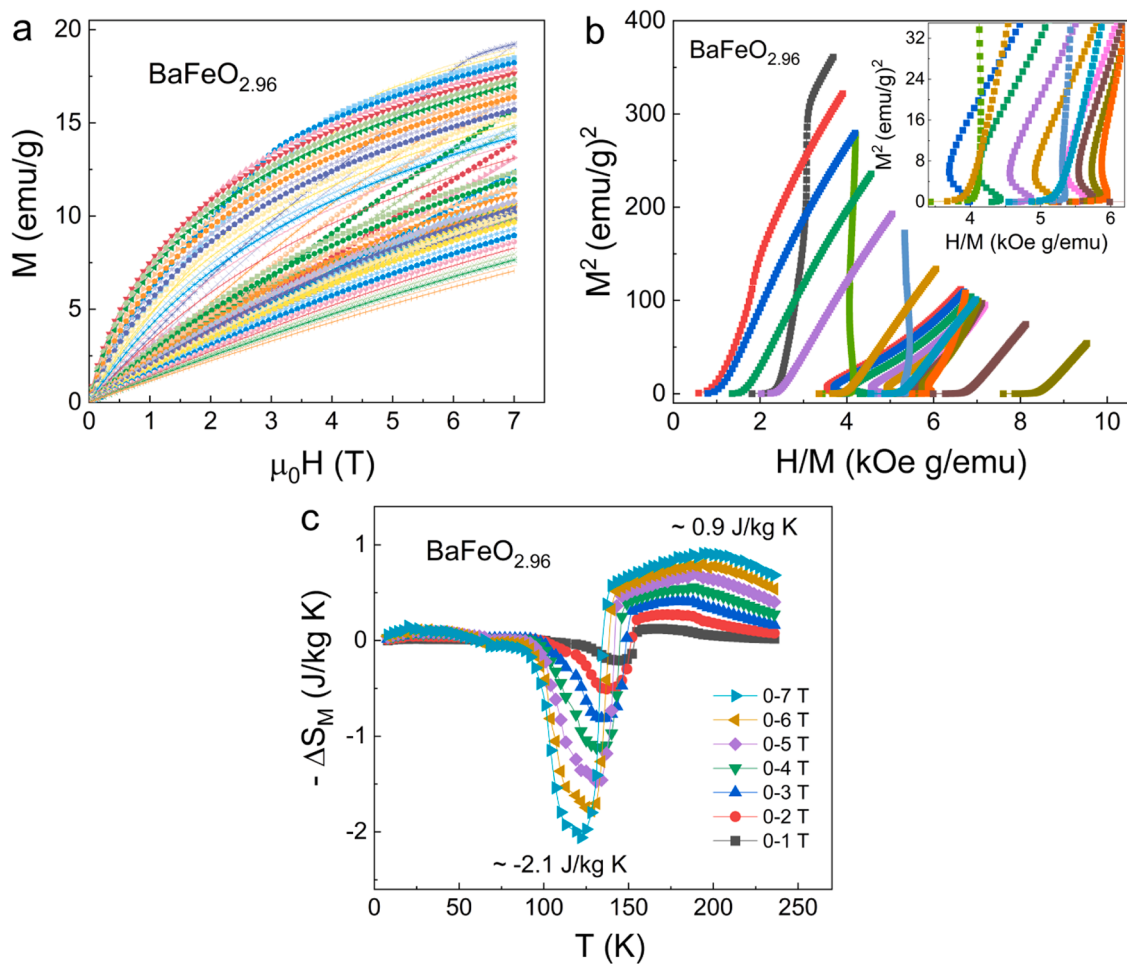 a
BaFeO2.96
M (emu/g)
20
15
10
5
0
0 1 2 3 4 5 6 7
μ0H (T)
b
BaFeO2.96
M2 (emu/g)2
400
300
200
100
0
0 2 4 6 8 10
H/M (kOe g/emu)
M2 (emu/g)2
32
24
16
8
0
4 5 6
H/M (kOe g/emu)
c
BaFeO2.96
~ 0.9 J/kg K
- ΔSM (J/kg K)
1
0
-1
-2
0-7 T
0-6 T
0-5 T
0-4 T
0-3 T
0-2 T
0-1 T
~ -2.1 J/kg K
0 50 100 150 200 250
T (K)